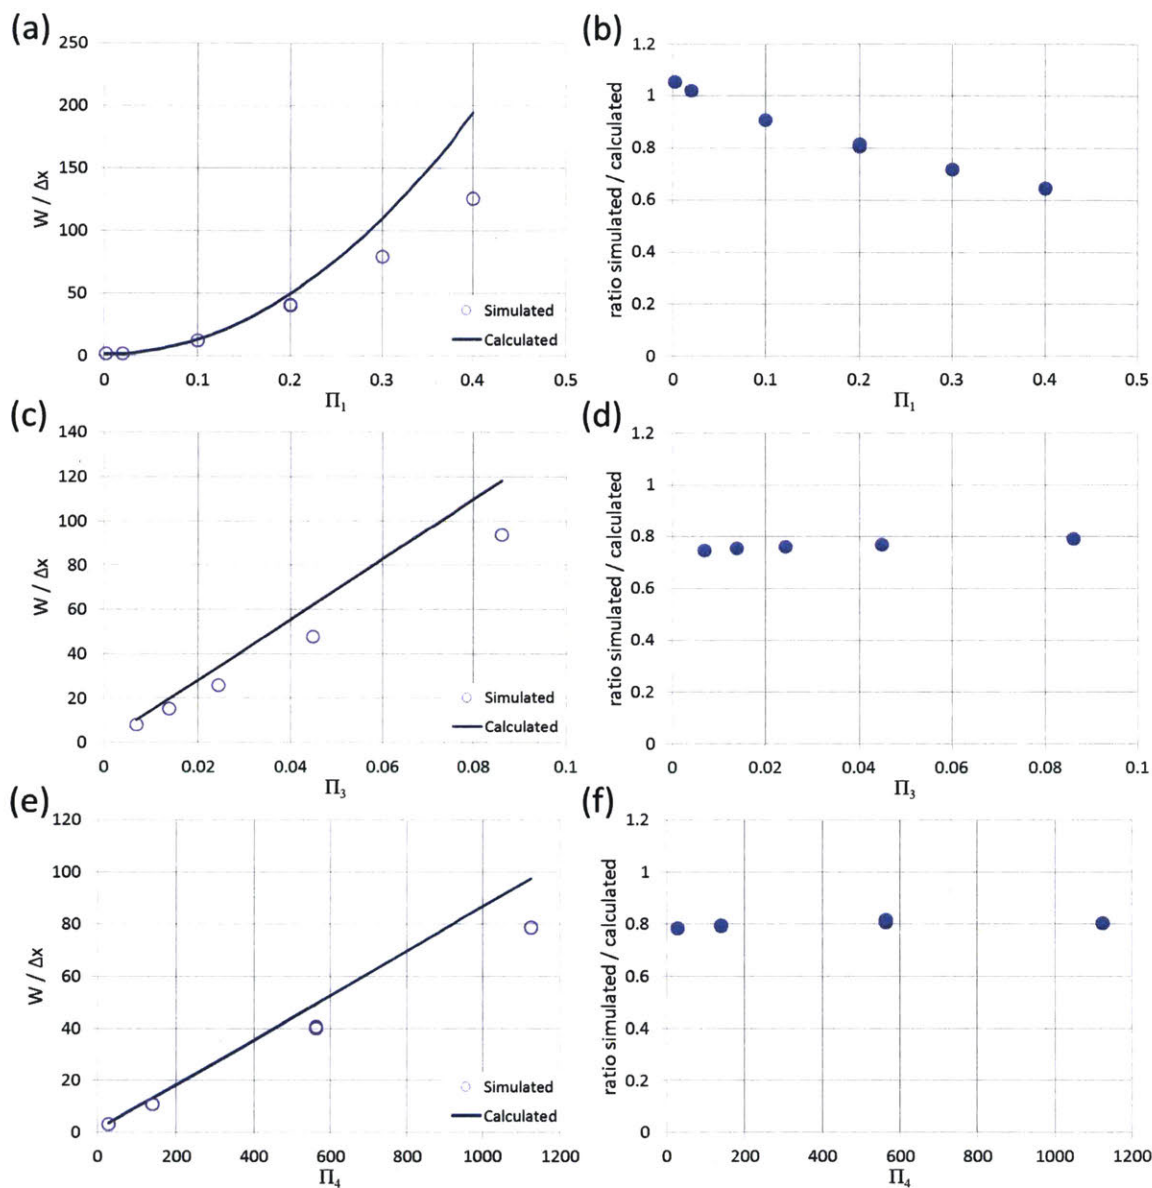 (a)
250
200
150
100
50
0
W / Δx
0 0.1 0.2 0.3 0.4 0.5
Π₁
Simulated
Calculated
(b)
1.2
1
0.8
0.6
0.4
0.2
0
ratio simulated / calculated
0 0.1 0.2 0.3 0.4 0.5
Π₁
(c)
140
120
100
80
60
40
20
0
W / Δx
0 0.02 0.04 0.06 0.08 0.1
Π₃
Simulated
Calculated
(d)
1.2
1
0.8
0.6
0.4
0.2
0
ratio simulated / calculated
0 0.02 0.04 0.06 0.08 0.1
Π₃
(e)
120
100
80
60
40
20
0
W / Δx
0 200 400 600 800 1000 1200
Π₄
Simulated
Calculated
(f)
1.2
1
0.8
0.6
0.4
0.2
0
ratio simulated / calculated
0 200 400 600 800 1000 1200
Π₄